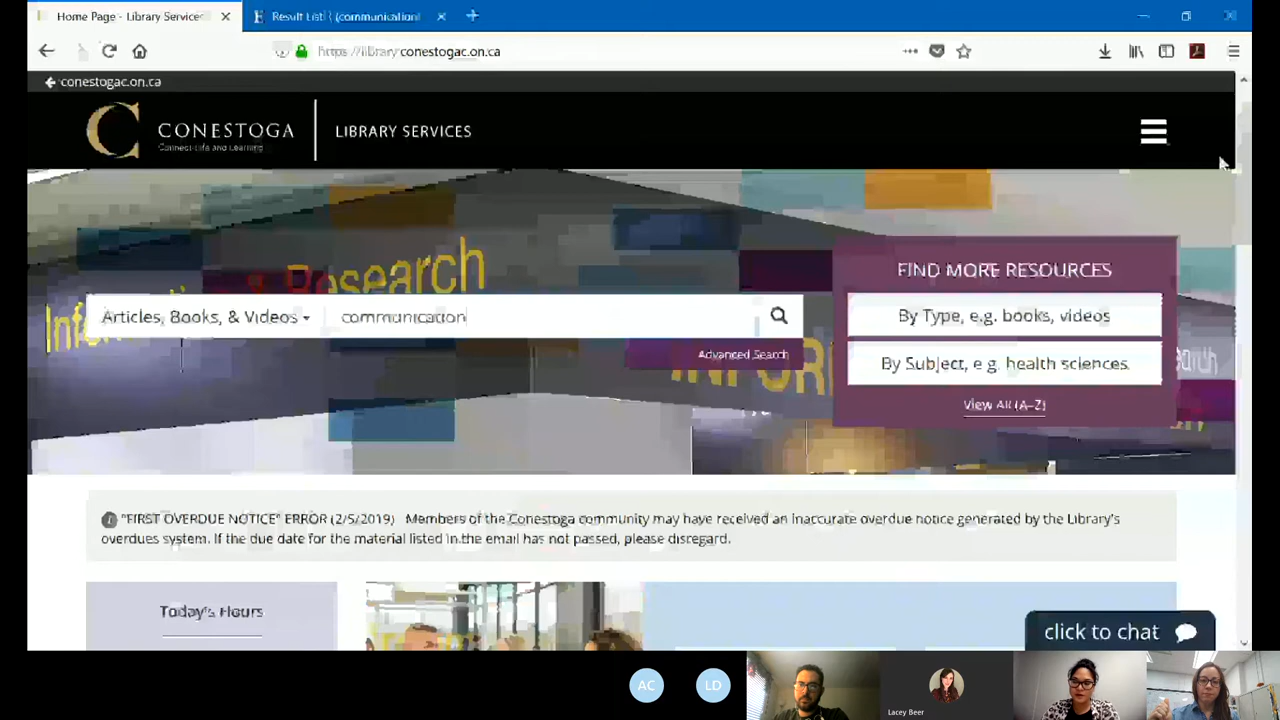 Home Page - Library Services
Result List: (communication)
https://library.conestogac.on.ca
conestogac.on.ca
CONESTOGA
Connect Life and Learning
LIBRARY SERVICES
Research
FIND MORE RESOURCES
Articles, Books, & Videos
communication
By Type, e.g. books, videos
Advanced Search
By Subject, e.g. health sciences
View All (A-Z)
"FIRST OVERDUE NOTICE" ERROR (2/5/2019) Members of the Conestoga community may have received an inaccurate overdue notice generated by the Library's
overdues system. If the due date for the material listed in the email has not passed, please disregard.
Today's Hours
click to chat
AC
LD
Lacey Beer